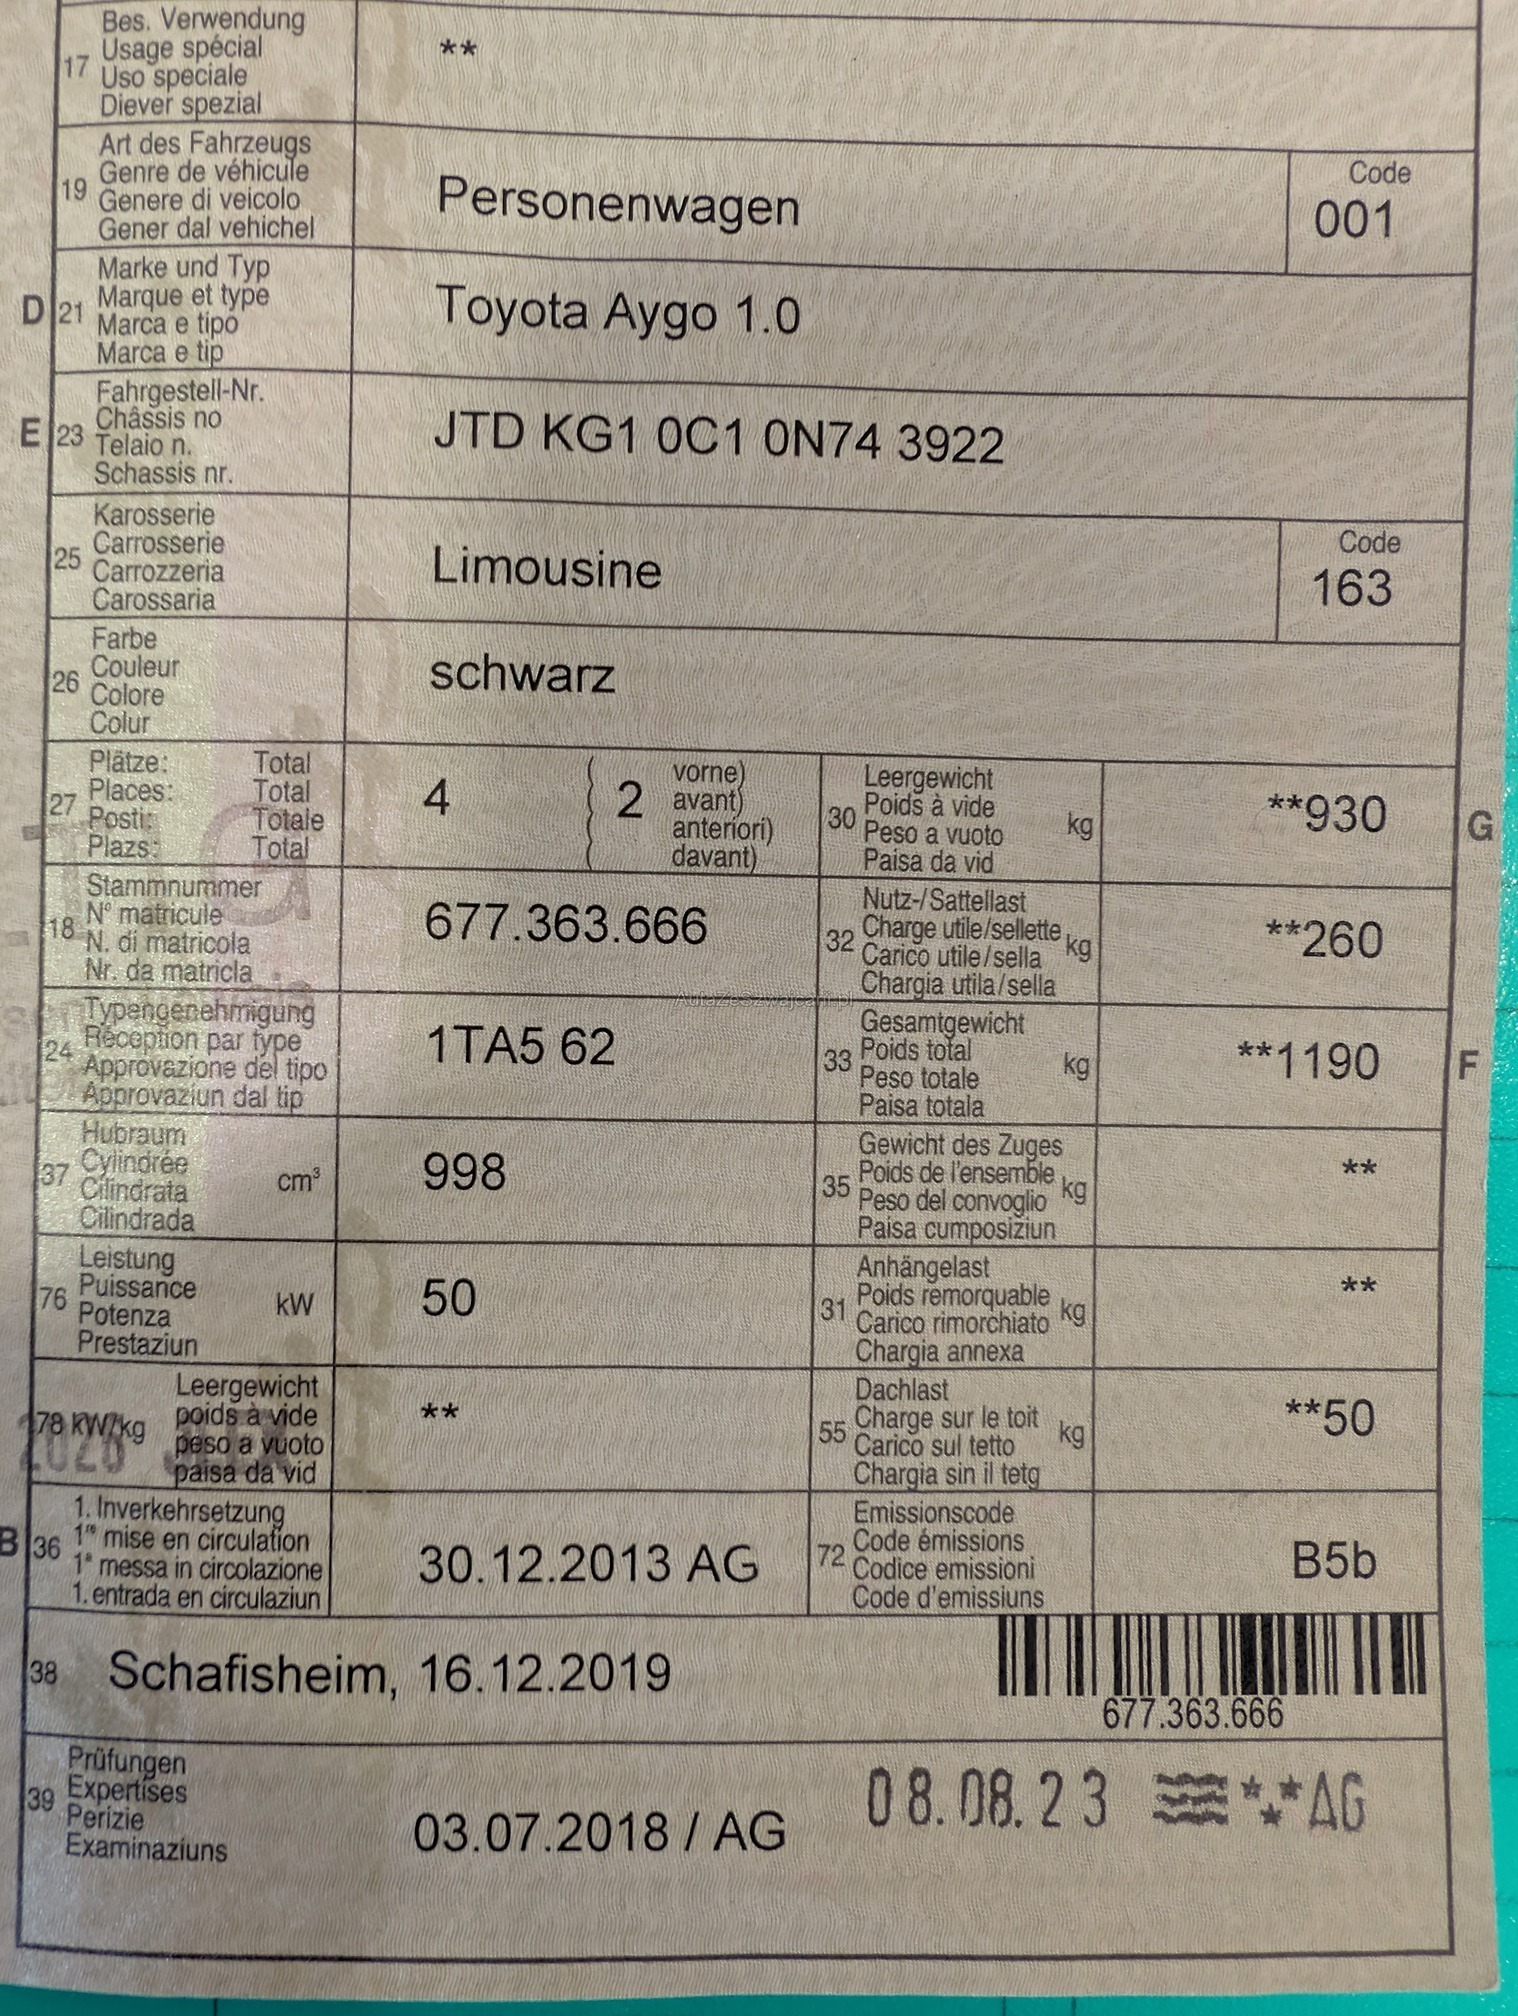 17 Bes. Verwendung
Usage spécial
Uso speciale
Diever spezial
**
19 Art des Fahrzeugs
Genre de véhicule
Genere di veicolo
Gener dal vehichel
Personenwagen
Code
001
D 21 Marke und Typ
Marque et type
Marca e tipo
Marca e tip
Toyota Aygo 1.0
E 23 Fahrgestell-Nr.
Châssis no
Telaio n.
Schassis nr.
JTD KG1 0C1 0N74 3922
25 Karosserie
Carrosserie
Carrozzeria
Carossaria
Limousine
Code
163
26 Farbe
Couleur
Colore
Colur
schwarz
27 Plätze: Total
Places: Total
Posti: Totale
Plazs: Total
4 ( 2 vorne)
avant)
anteriori)
davant)
30 Leergewicht
Poids à vide
Peso a vuoto
Paisa da vid
kg
**930
G
18 Stammnummer
N° matricule
N. di matricola
Nr. da matricla
677.363.666
32 Nutz-/Sattellast
Charge utile/sellette
Carico utile/sella
Chargia utila/sella
kg
**260
AutaZeSzwajcarii.pl
24 Typengenehmigung
Réception par type
Approvazione del tipo
Approvaziun dal tip
1TA5 62
33 Gesamtgewicht
Poids total
Peso totale
Paisa totala
kg
**1190
F
37 Hubraum
Cylindrée
Cilindrata
Cilindrada
cm³
998
35 Gewicht des Zuges
Poids de l'ensemble
Peso del convoglio
Paisa cumposiziun
kg
**
76 Leistung
Puissance
Potenza
Prestaziun
kW
50
31 Anhängelast
Poids remorquable
Carico rimorchiato
Chargia annexa
kg
**
78 kW/kg Leergewicht
poids à vide
peso a vuoto
paisa da vid
**
55 Dachlast
Charge sur le toit
Carico sul tetto
Chargia sin il tetg
kg
**50
B 36 1. Inverkehrsetzung
1re mise en circulation
1a messa in circolazione
1. entrada en circulaziun
30.12.2013 AG
72 Emissionscode
Code émissions
Codice emissioni
Code d'emissiuns
B5b
38 Schafisheim, 16.12.2019
677.363.666
39 Prüfungen
Expertises
Perizie
Examinaziuns
03.07.2018 / AG
08.08.23 AG